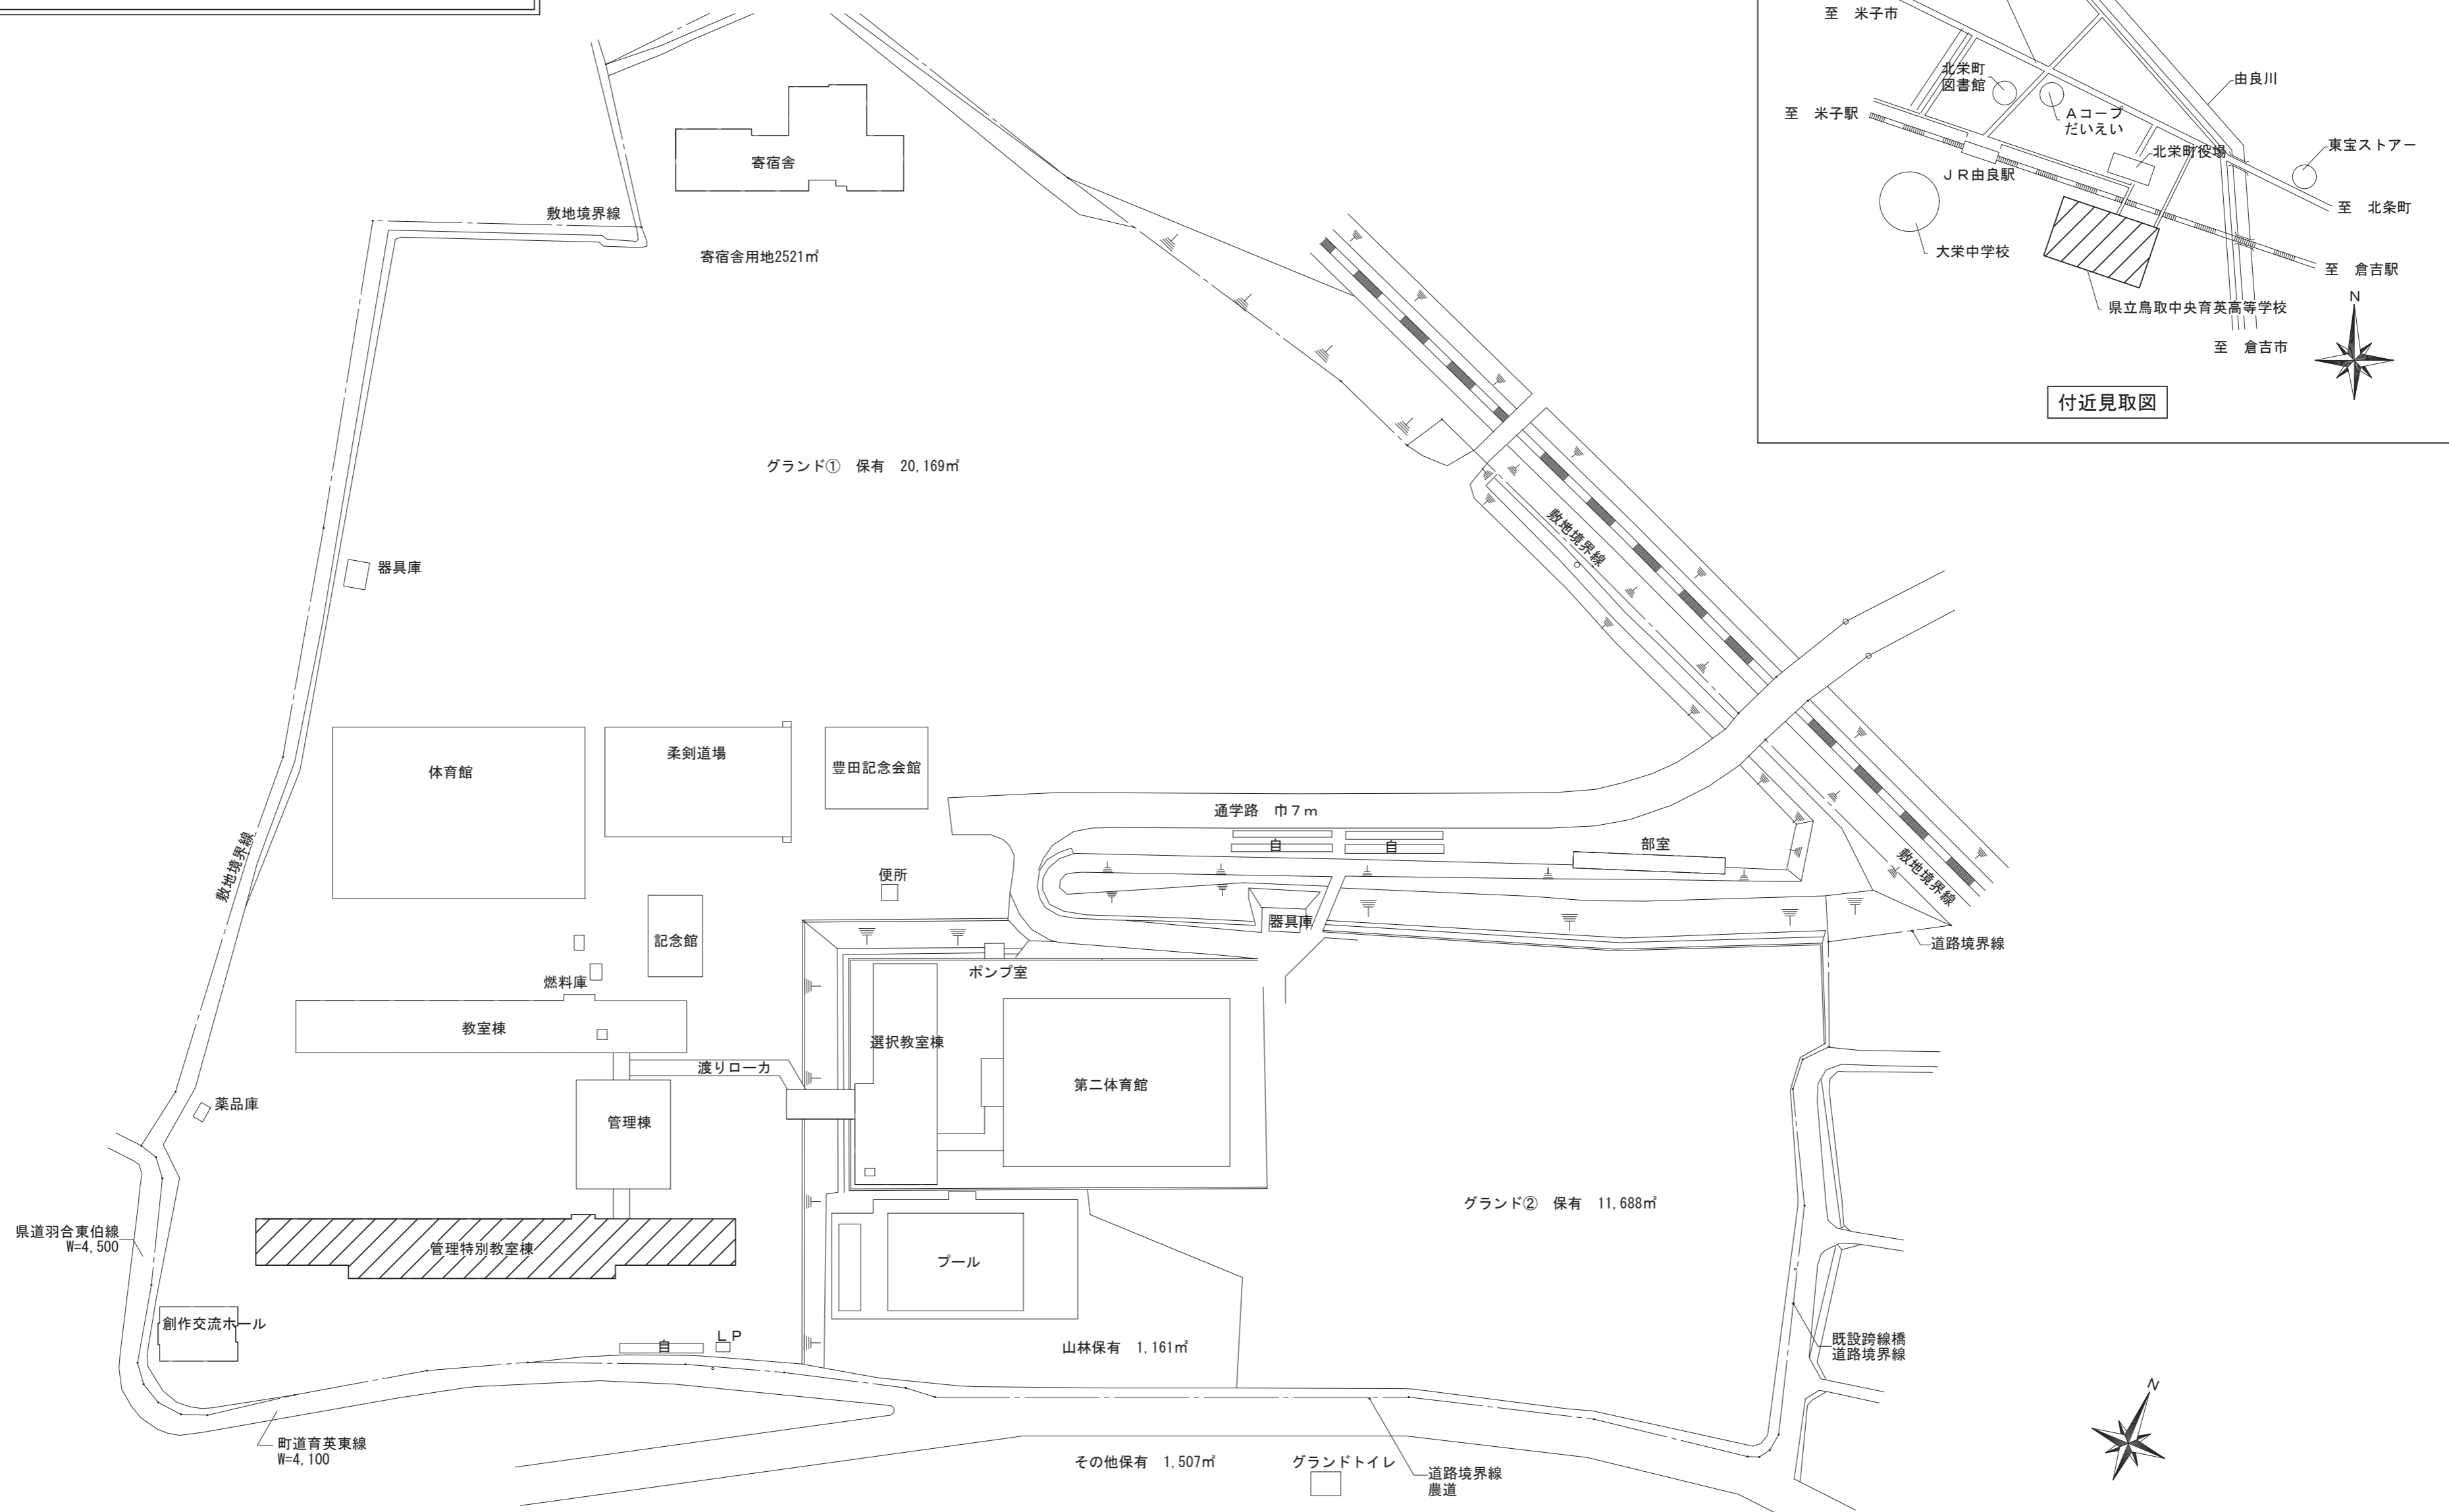 至　米子市
北栄町
図書館
由良川
至　米子駅
Aコープ
だいえい
東宝ストアー
北栄町役場
JR由良駅
至　北条町
大栄中学校
至　倉吉駅
県立鳥取中央育英高等学校
N
至　倉吉市
付近見取図
寄宿舎
敷地境界線
寄宿舎用地2521㎡
グランド①　保有　20,169㎡
敷地境界線
器具庫
体育館
柔剣道場
豊田記念会館
通学路　巾7m
自
自
部室
敷地境界線
敷地境界線
便所
器具庫
記念館
道路境界線
ポンプ室
燃料庫
教室棟
選択教室棟
渡りローカ
第二体育館
薬品庫
管理棟
グランド②　保有　11,688㎡
県道羽合東伯線
W=4,500
管理特別教室棟
プール
創作交流ホール
自
LP
山林保有　1,161㎡
既設跨線橋
道路境界線
N
町道育英東線
W=4,100
その他保有　1,507㎡
グランドトイレ
道路境界線
農道